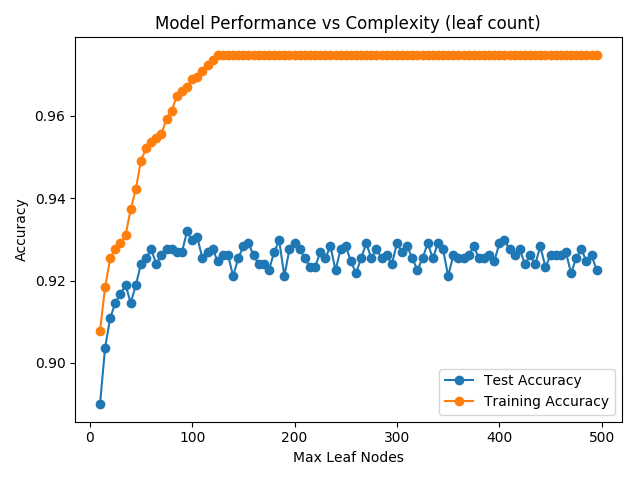 Model Performance vs Complexity (leaf count)
Accuracy
0.96
0.94
0.92
0.90
0
100
200
300
400
500
Max Leaf Nodes
Test Accuracy
Training Accuracy